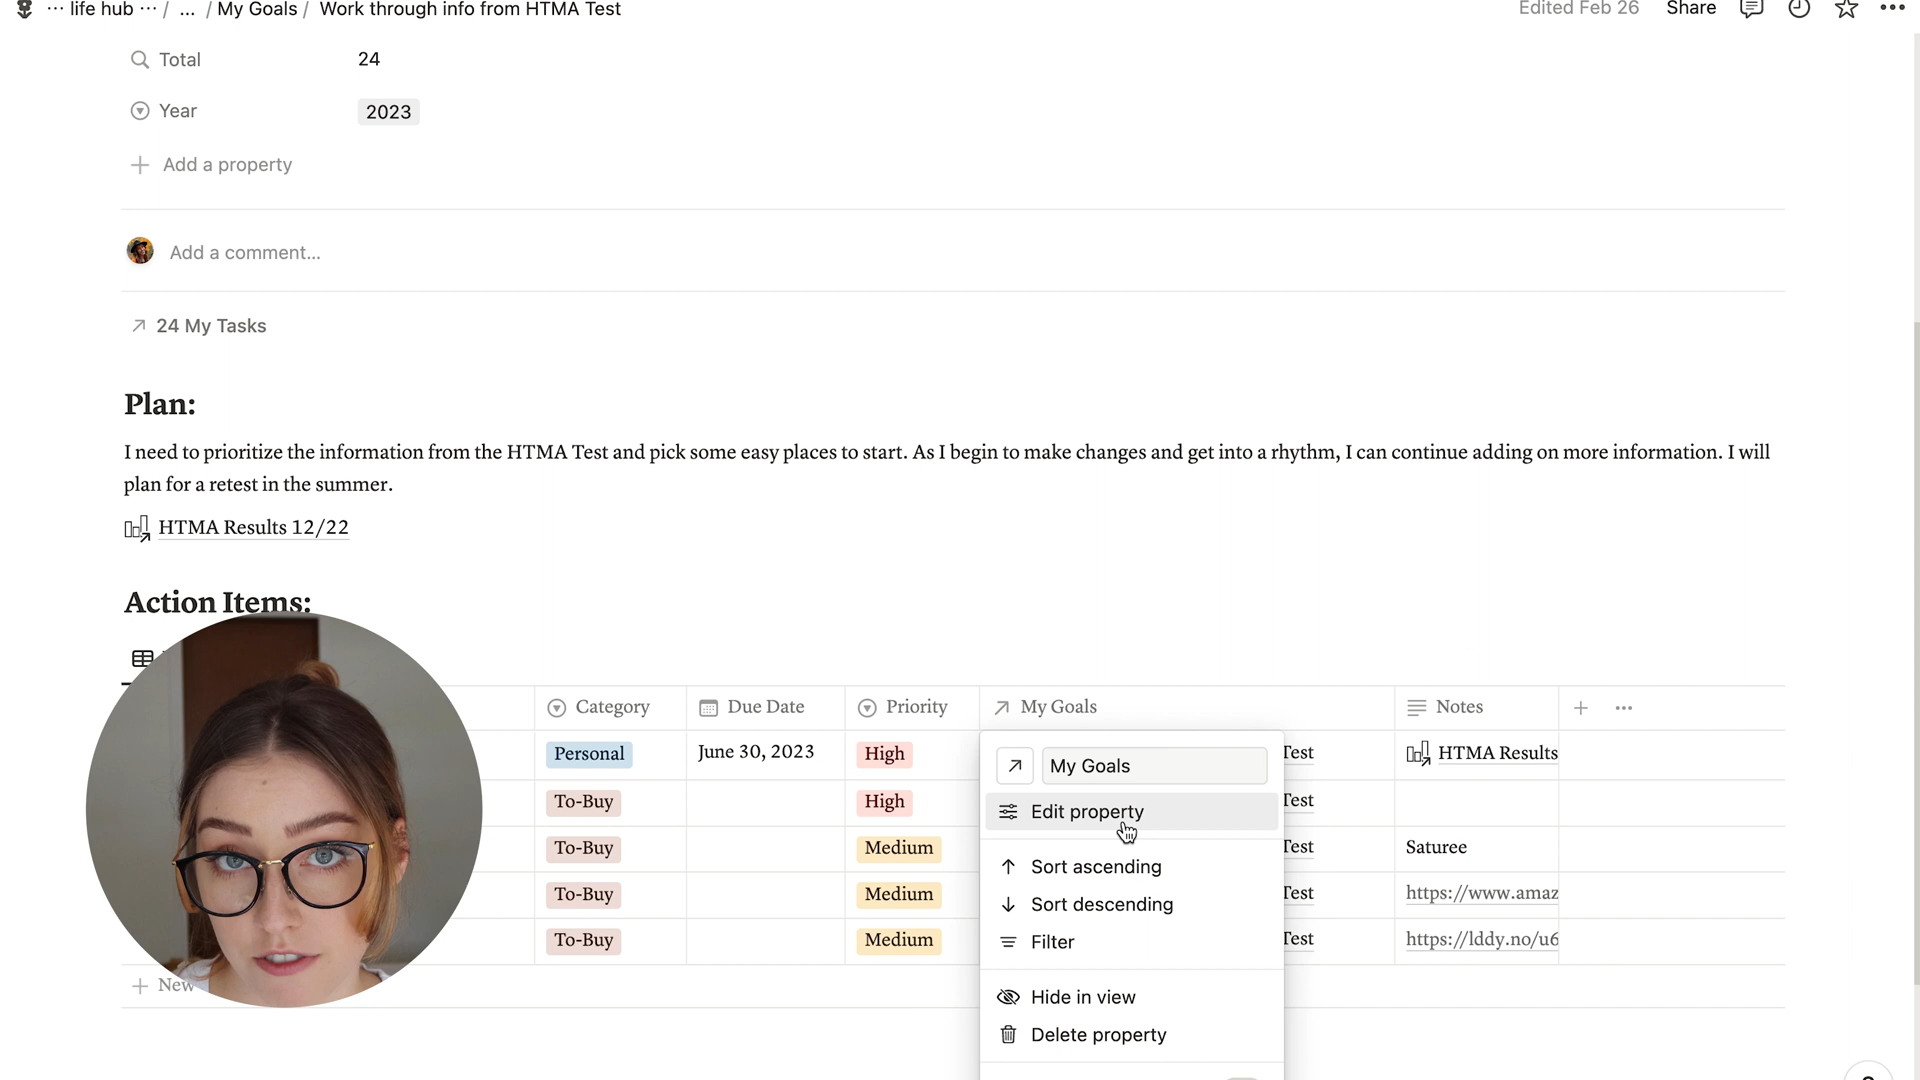 ··· life hub ··· / ... / My Goals / Work through info from HTMA Test
Edited Feb 26 Share
Total 24
Year 2023
Add a property
Add a comment...
24 My Tasks
Plan:
I need to prioritize the information from the HTMA Test and pick some easy places to start. As I begin to make changes and get into a rhythm, I can continue adding on more information. I will
plan for a retest in the summer.
HTMA Results 12/22
Action Items:
Category Due Date Priority My Goals Notes
Personal June 30, 2023 High Test HTMA Results
To-Buy High Test
To-Buy Medium Test Saturee
To-Buy Medium Test https://www.amaz
To-Buy Medium Test https://lddy.no/u6
New
My Goals
Edit property
Sort ascending
Sort descending
Filter
Hide in view
Delete property